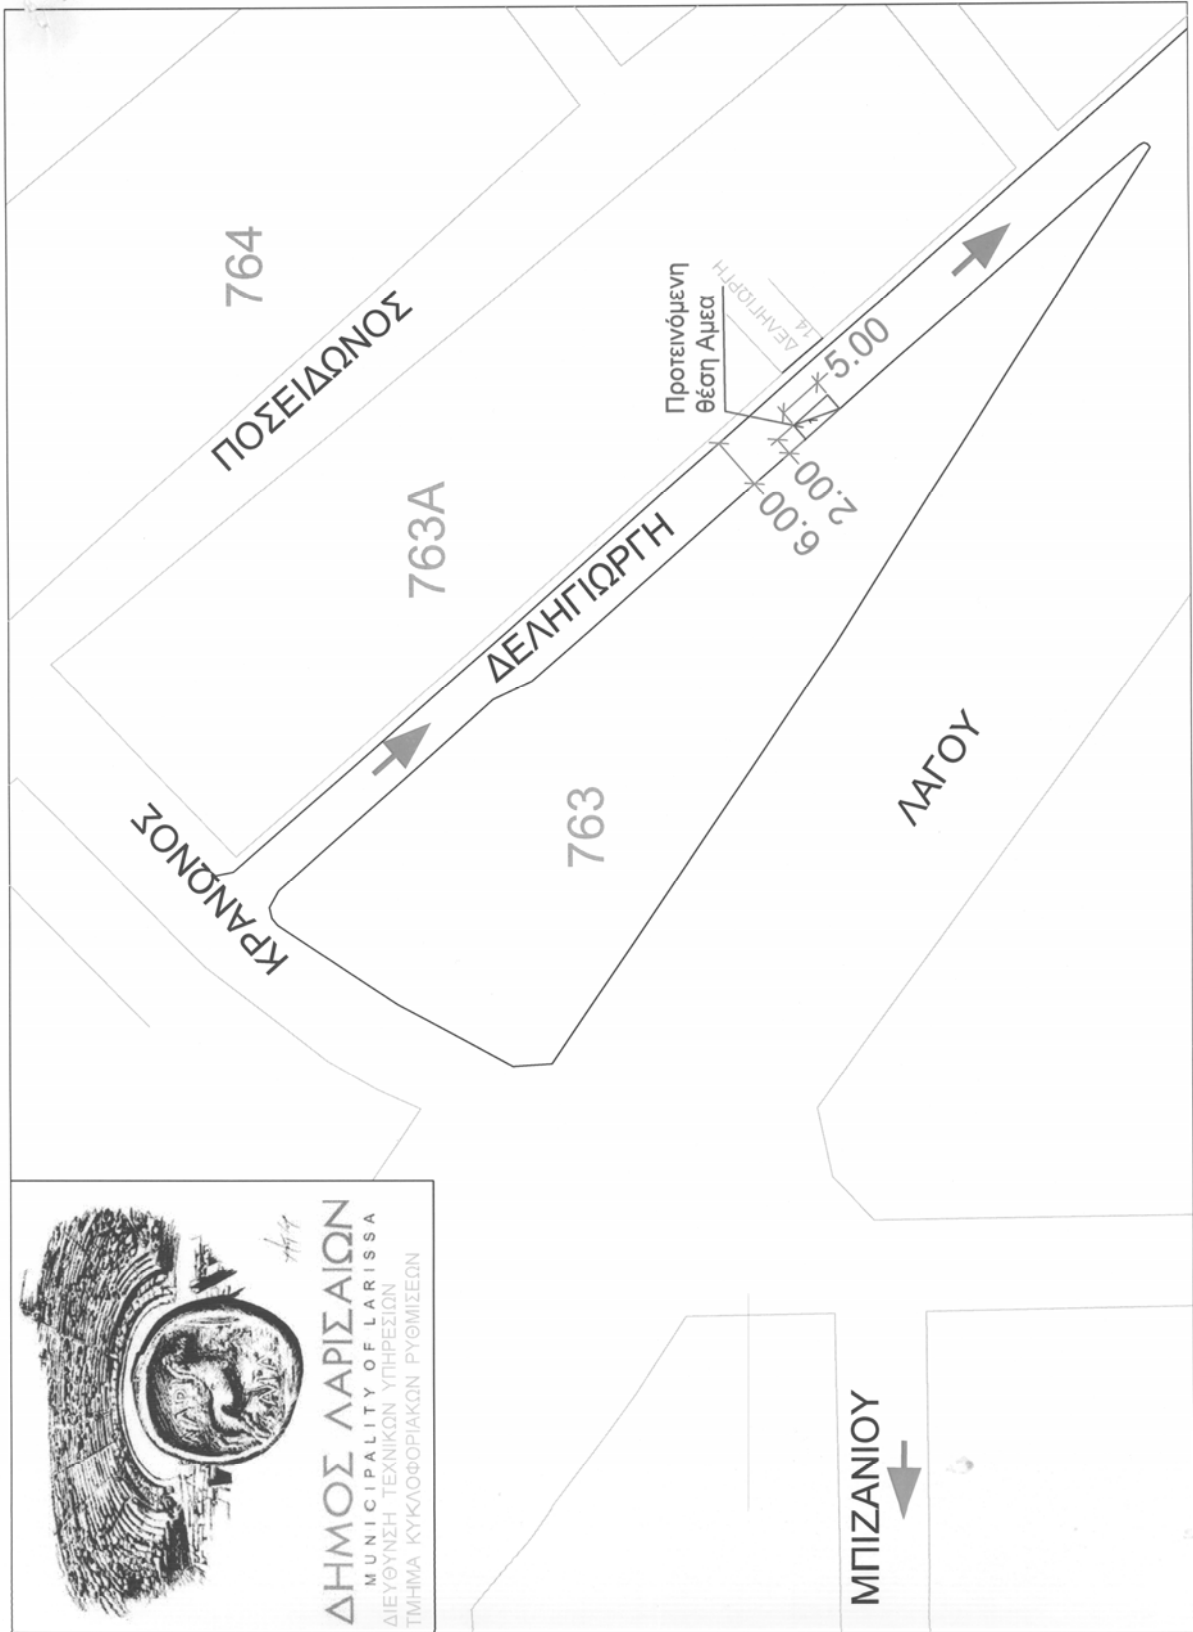 764
ΠΟΣΕΙΔΩΝΟΣ
763Α
Προτεινόμενη
θέση Αμεα
ΔΕΛΗΓΙΩΡΓΗ
14
5.00
2.00
6.00
ΔΕΛΗΓΙΩΡΓΗ
ΚΡΑΝΩΝΟΣ
763
ΛΑΓΟΥ
ΜΠΙΖΑΝΙΟΥ
ΔΗΜΟΣ ΛΑΡΙΣΑΙΩΝ
MUNICIPALITY OF LARISSA
ΔΙΕΥΘΥΝΣΗ ΤΕΧΝΙΚΩΝ ΥΠΗΡΕΣΙΩΝ
ΤΜΗΜΑ ΚΥΚΛΟΦΟΡΙΑΚΩΝ ΡΥΘΜΙΣΕΩΝ